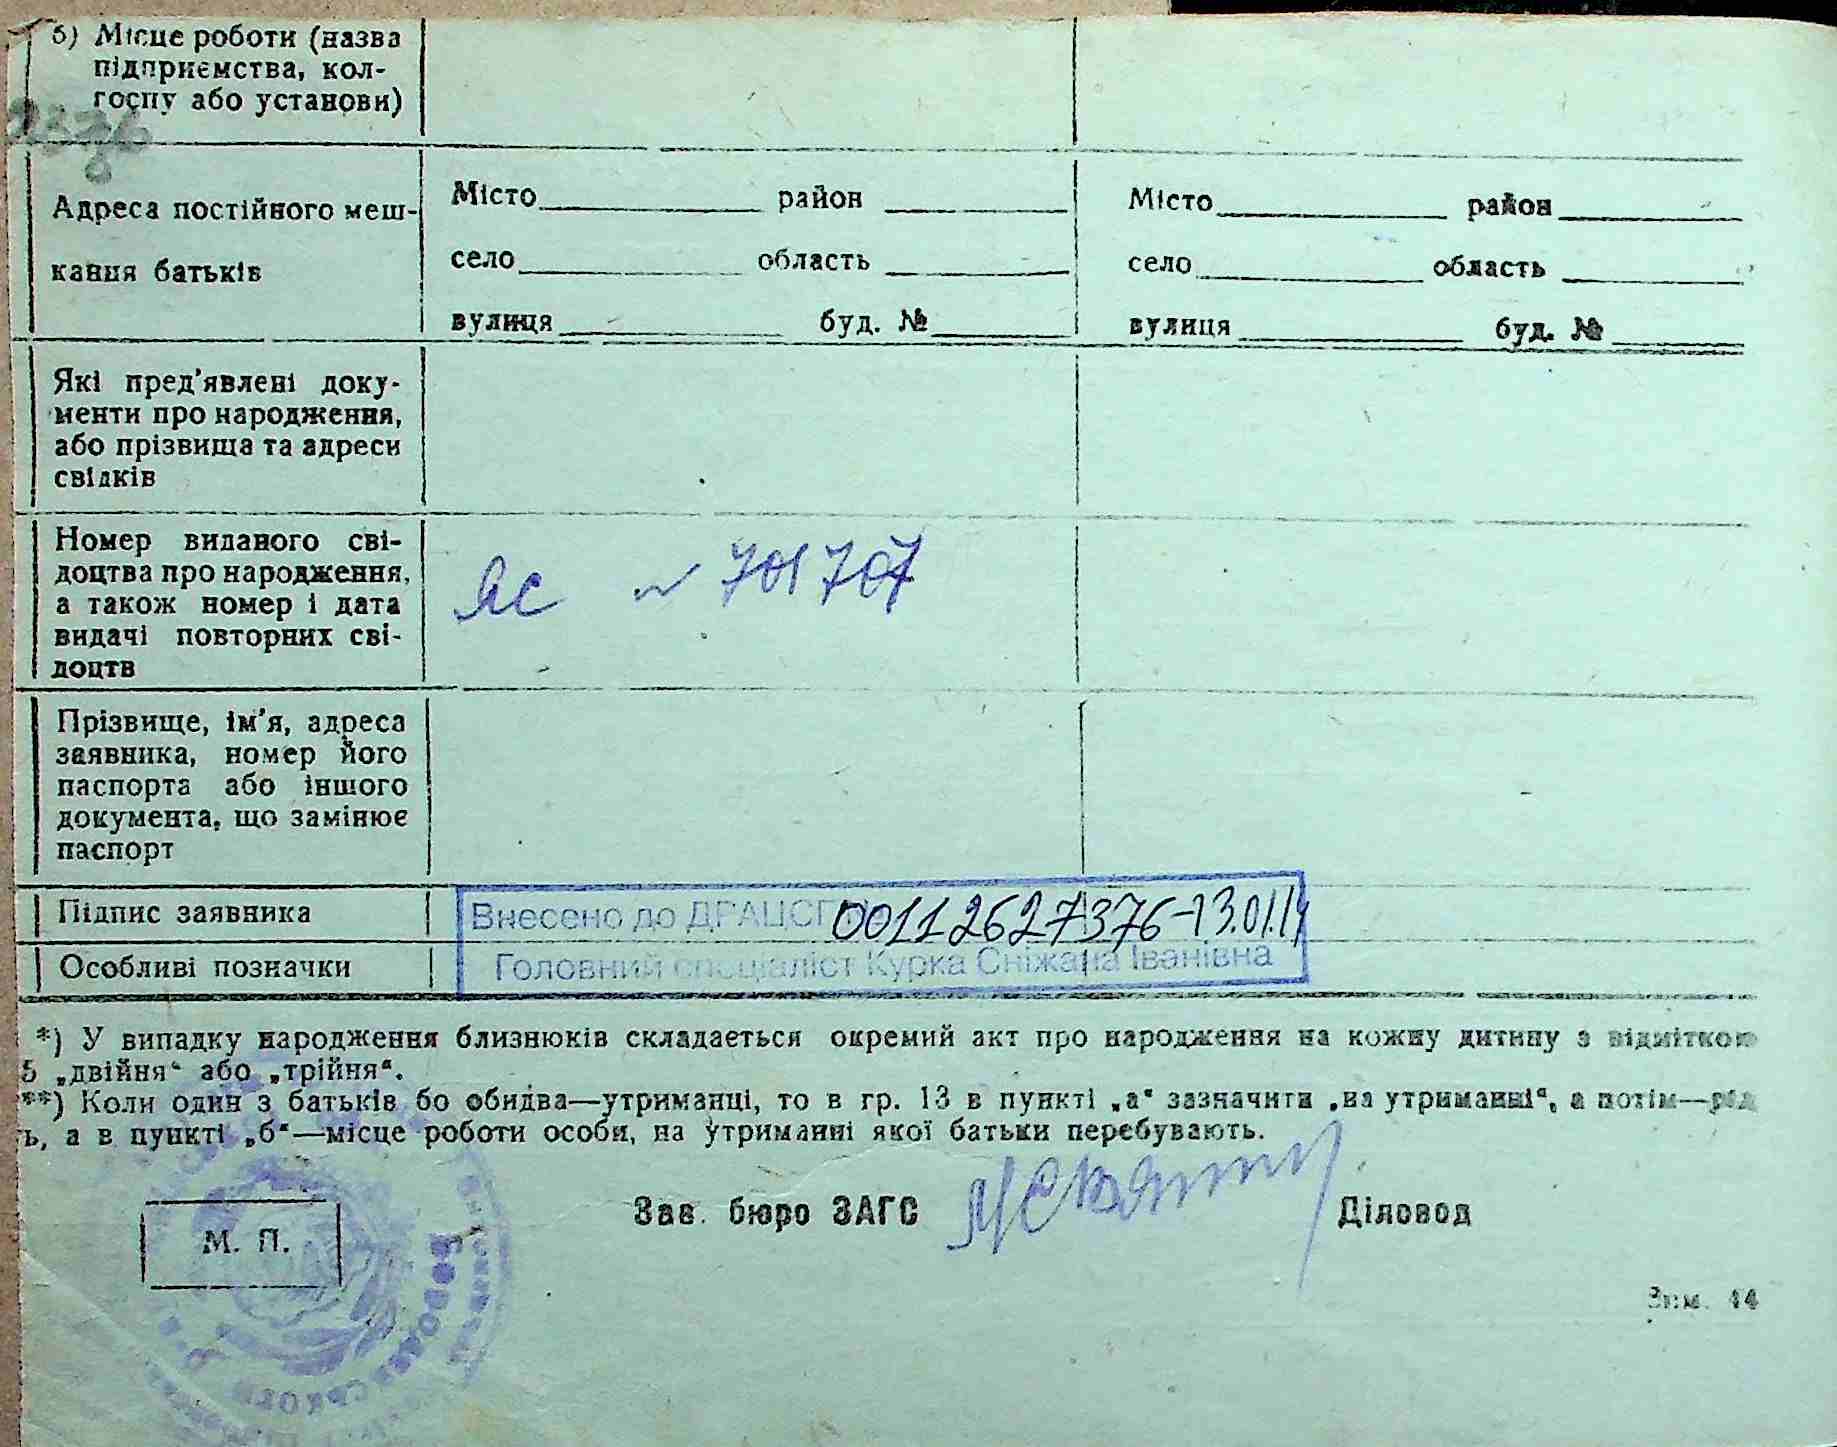 б) Місце роботи (назва
підприємства, кол-
госпу або установи)
Адреса постійного меш-
кання батьків
Місто район
село область
вулиця буд. №
Місто район
село область
вулиця буд. №
Які пред'явлені доку-
менти про народження,
або прізвища та адреси
свідків
Номер виданого сві-
доцтва про народження,
а також номер і дата
видачі повторних сві-
доцтв
ЯС № 701707
Прізвище, ім'я, адреса
заявника, номер його
паспорта або іншого
документа, що замінює
паспорт
Підпис заявника
Внесено до ДРАЦСГ 00112627376-13.01.14
Особливі позначки
Головний спеціаліст Курка Сніжана Іванівна
*) У випадку народження близнюків складається окремий акт про народження на кожну дитину з відміткою
5 „двійня“ або „трійня“.
**) Коли один з батьків бо обидва—утриманці, то в гр. 13 в пункті „а“ зазначити „на утриманні“, а потім—рід
ь, а в пункті „б“—місце роботи особи, на утриманні якої батьки перебувають.
М. П.
Зав. бюро ЗАГС
Діловод
Зам. 44